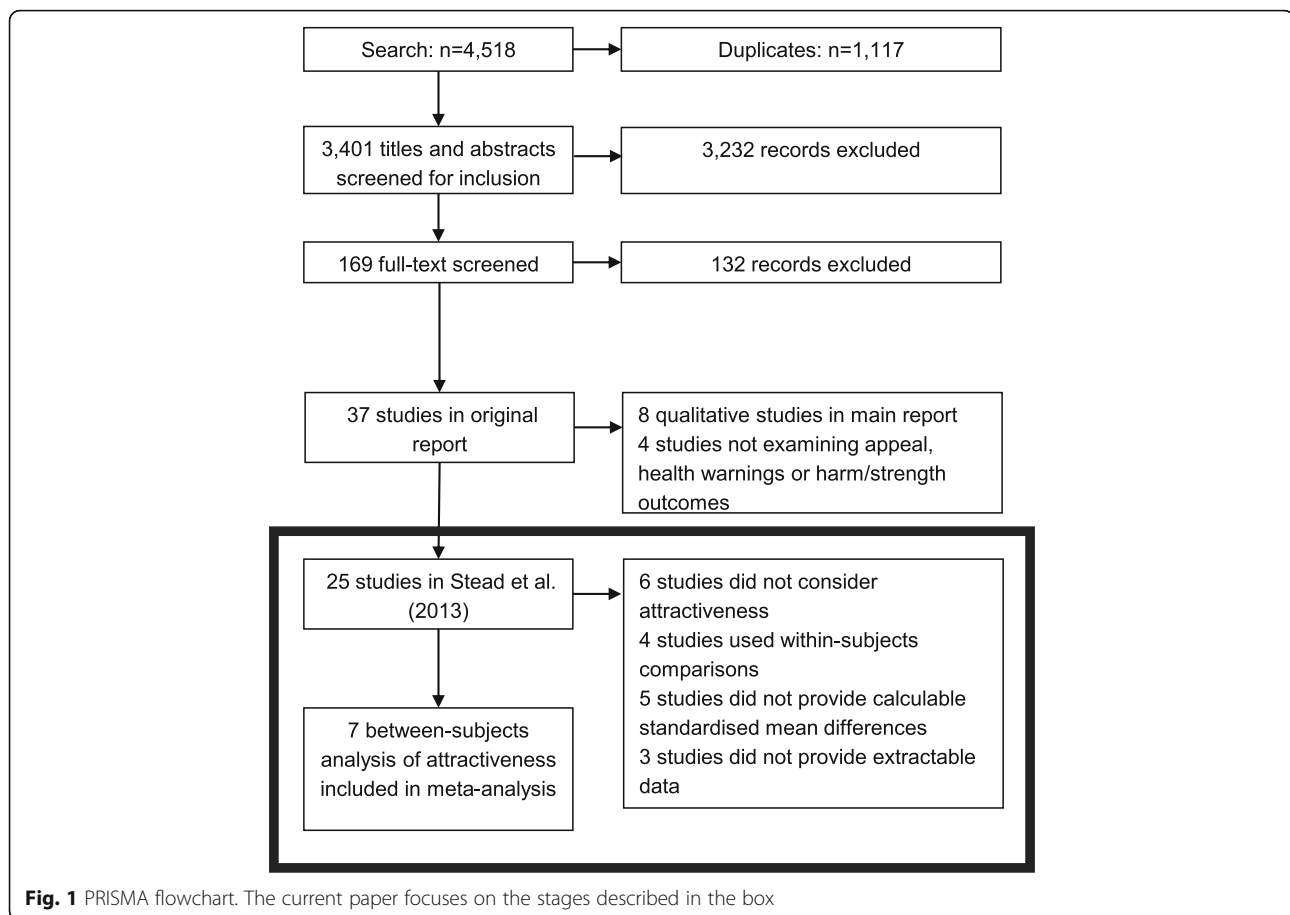 Search: n=4,518
Duplicates: n=1,117
3,401 titles and abstracts
screened for inclusion
3,232 records excluded
169 full-text screened
132 records excluded
37 studies in original
report
8 qualitative studies in main report
4 studies not examining appeal,
health warnings or harm/strength
outcomes
25 studies in Stead et al.
(2013)
6 studies did not consider
attractiveness
4 studies used within-subjects
comparisons
5 studies did not provide calculable
standardised mean differences
3 studies did not provide extractable
data
7 between-subjects
analysis of attractiveness
included in meta-analysis
Fig. 1 PRISMA flowchart. The current paper focuses on the stages described in the box